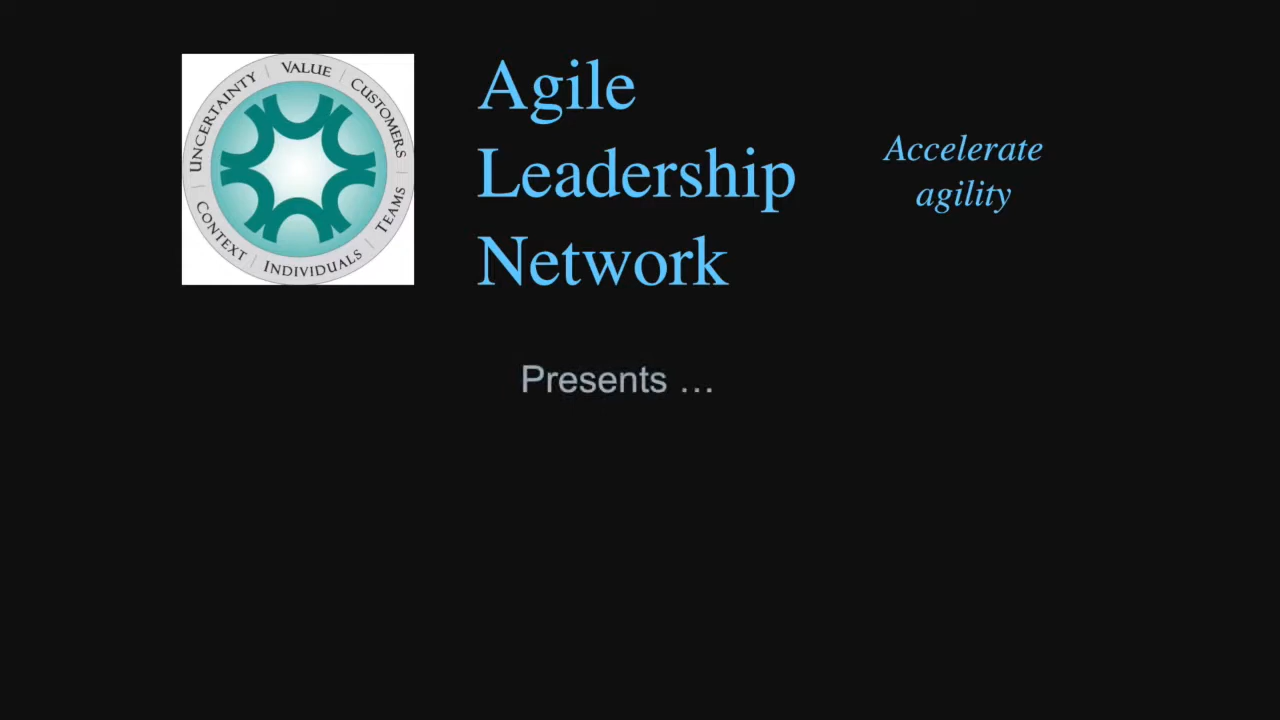 UNCERTAINTY | VALUE | CUSTOMERS | TEAMS | INDIVIDUALS | CONTEXT |
Agile
Leadership
Network
Accelerate
agility
Presents …